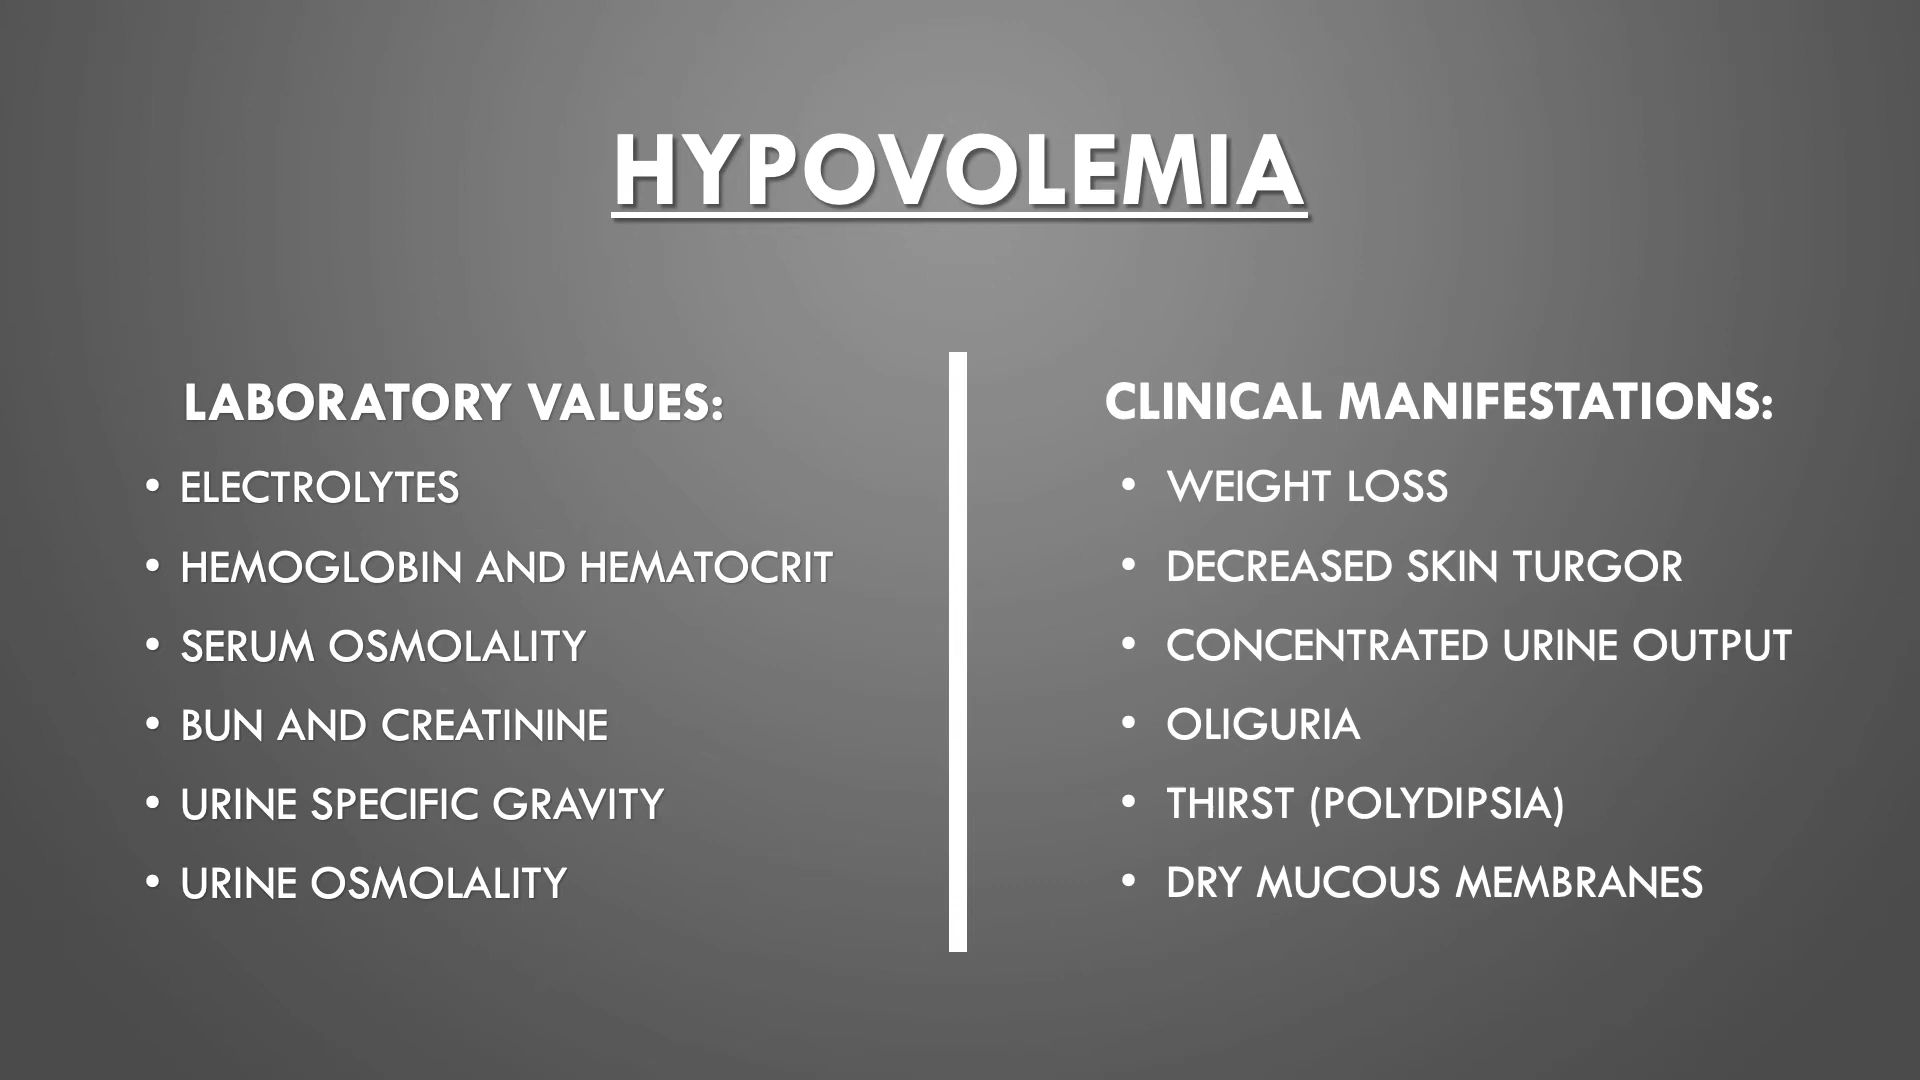 HYPOVOLEMIA
LABORATORY VALUES:
• ELECTROLYTES
• HEMOGLOBIN AND HEMATOCRIT
• SERUM OSMOLALITY
• BUN AND CREATININE
• URINE SPECIFIC GRAVITY
• URINE OSMOLALITY
CLINICAL MANIFESTATIONS:
• WEIGHT LOSS
• DECREASED SKIN TURGOR
• CONCENTRATED URINE OUTPUT
• OLIGURIA
• THIRST (POLYDIPSIA)
• DRY MUCOUS MEMBRANES